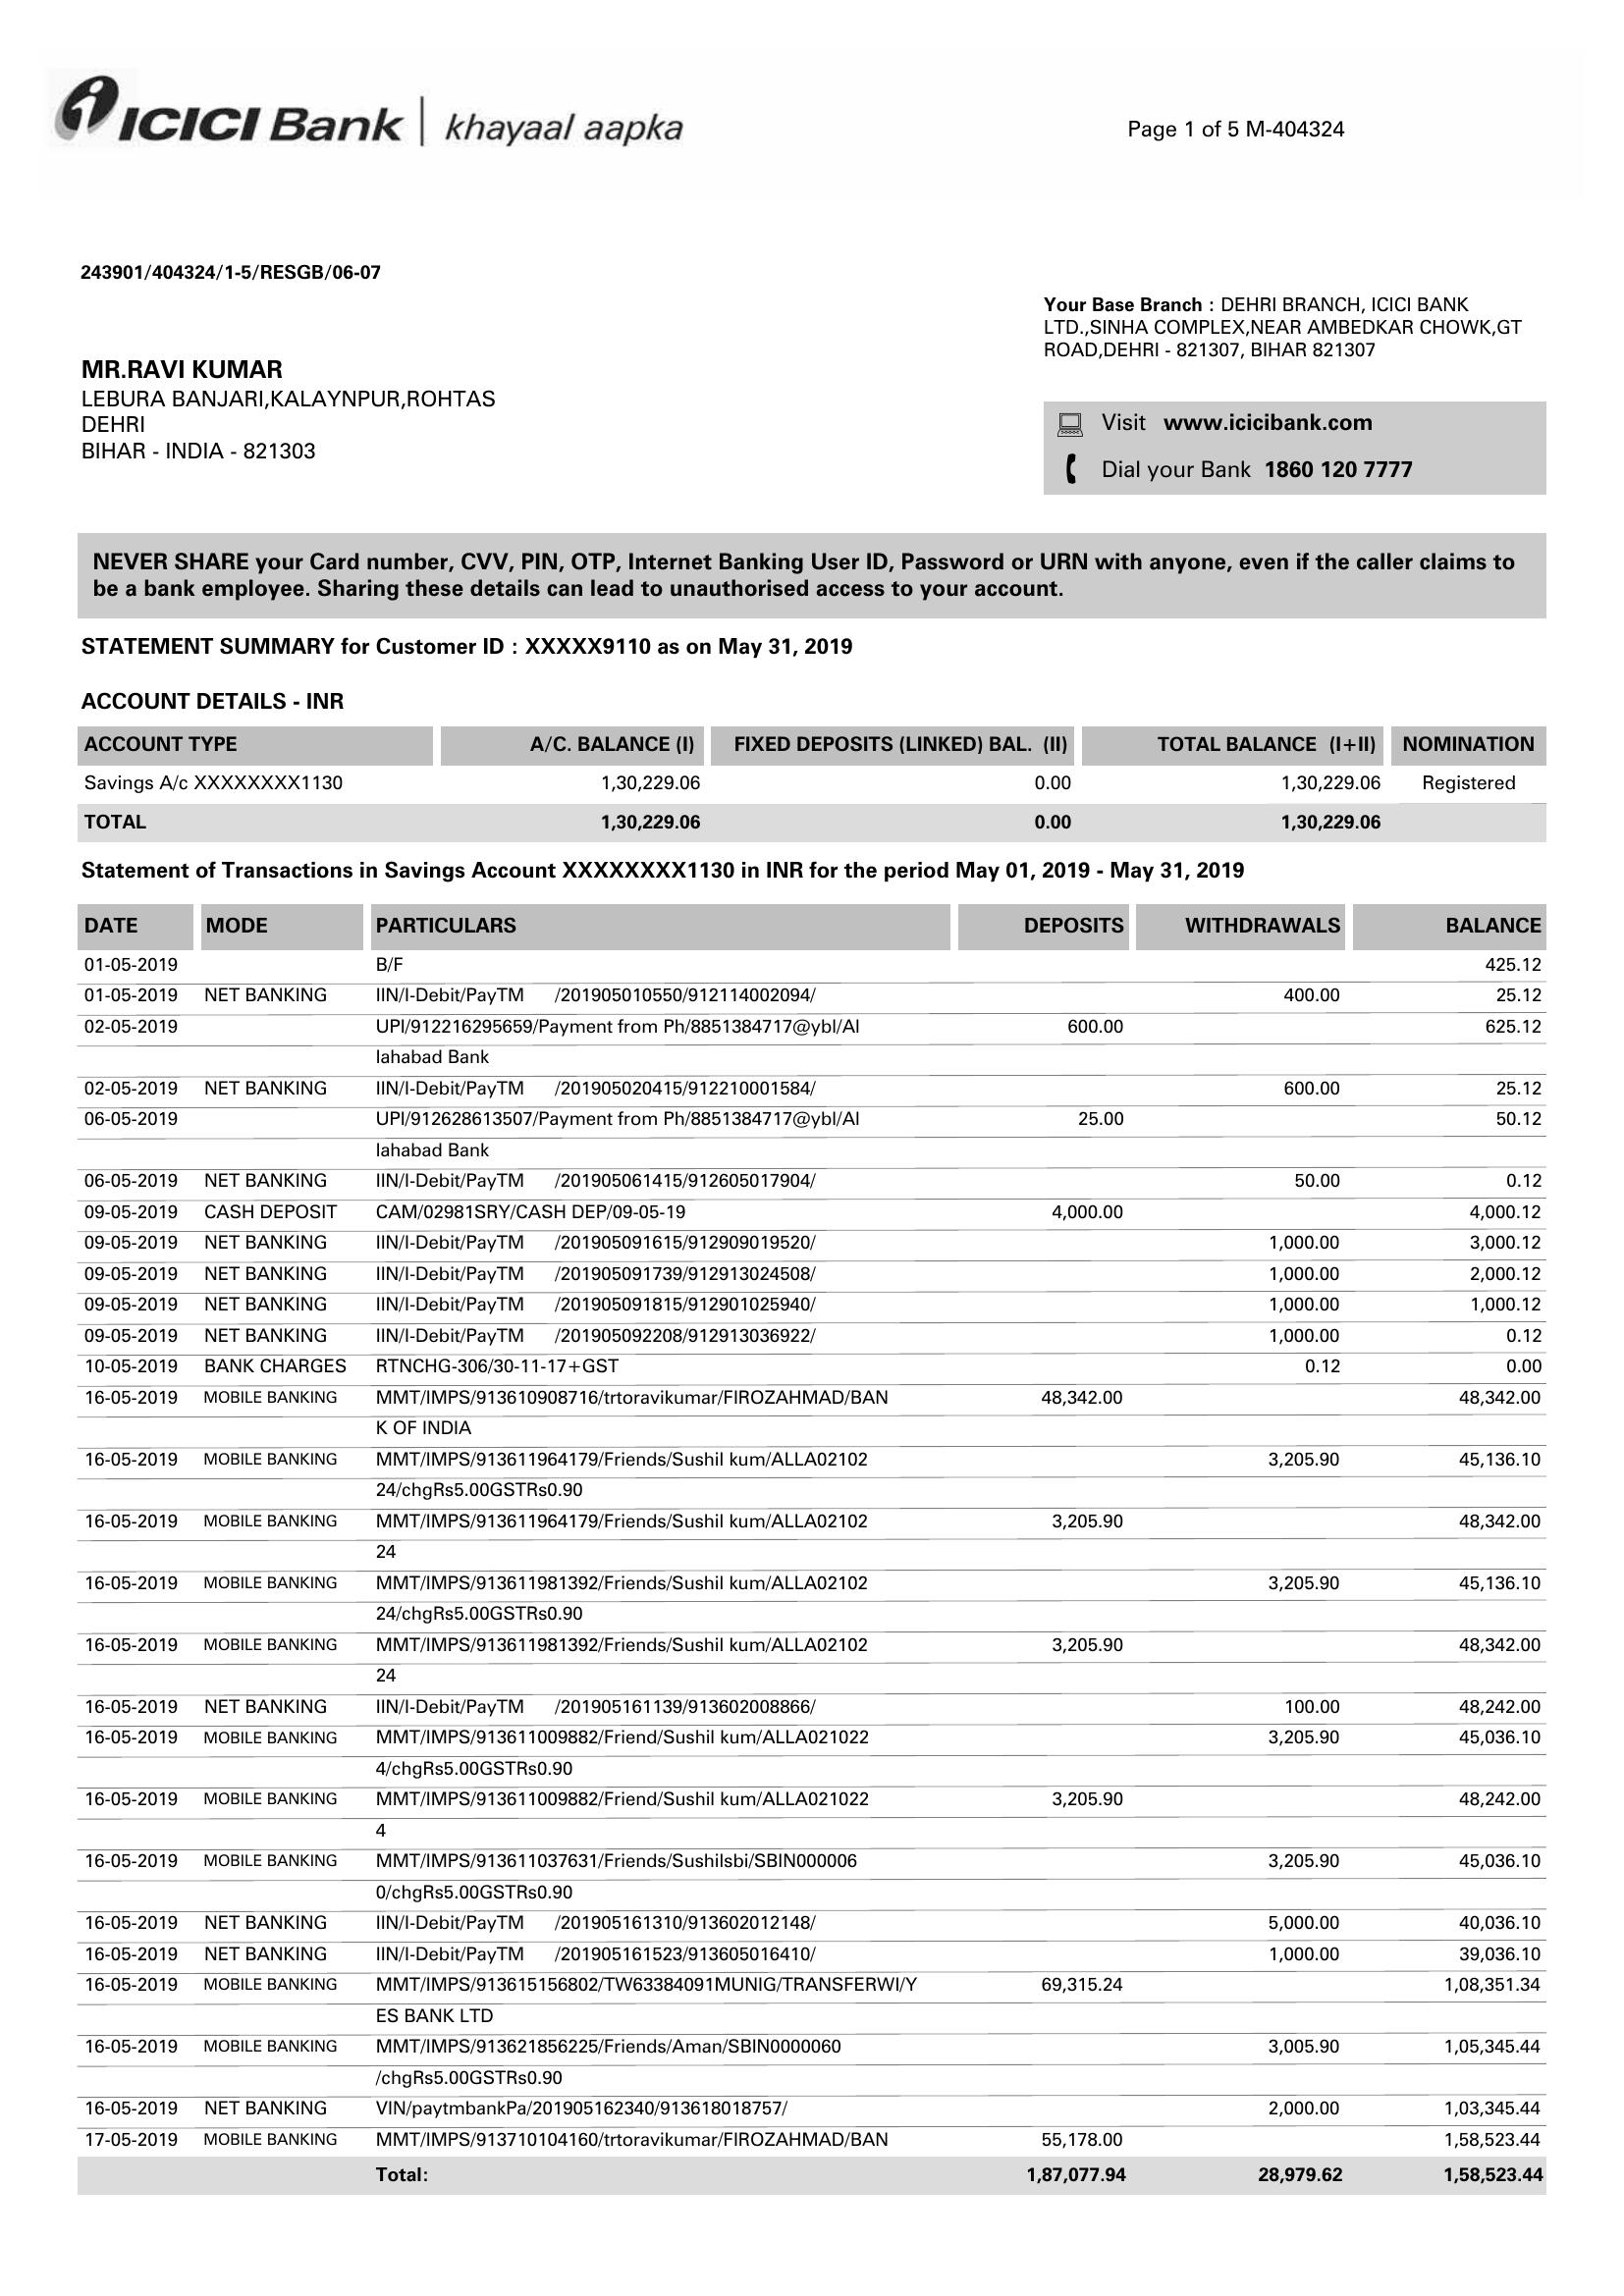 ICICI Bank | khayaal aapka
Page 1 of 5 M-404324
243901/404324/1-5/RESGB/06-07
Your Base Branch : DEHRI BRANCH, ICICI BANK
LTD.,SINHA COMPLEX,NEAR AMBEDKAR CHOWK,GT
ROAD,DEHRI - 821307, BIHAR 821307
MR.RAVI KUMAR
LEBURA BANJARI,KALAYNPUR,ROHTAS
DEHRI
BIHAR - INDIA - 821303
Visit www.icicibank.com
Dial your Bank 1860 120 7777
NEVER SHARE your Card number, CVV, PIN, OTP, Internet Banking User ID, Password or URN with anyone, even if the caller claims to
be a bank employee. Sharing these details can lead to unauthorised access to your account.
STATEMENT SUMMARY for Customer ID : XXXXX9110 as on May 31, 2019
ACCOUNT DETAILS - INR
ACCOUNT TYPE A/C. BALANCE (I) FIXED DEPOSITS (LINKED) BAL. (II) TOTAL BALANCE (I+II) NOMINATION
Savings A/c XXXXXXXX1130 1,30,229.06 0.00 1,30,229.06 Registered
TOTAL 1,30,229.06 0.00 1,30,229.06
Statement of Transactions in Savings Account XXXXXXXX1130 in INR for the period May 01, 2019 - May 31, 2019
DATE MODE PARTICULARS DEPOSITS WITHDRAWALS BALANCE
01-05-2019 B/F 425.12
01-05-2019 NET BANKING IIN/I-Debit/PayTM /201905010550/912114002094/ 400.00 25.12
02-05-2019 UPI/912216295659/Payment from Ph/8851384717@ybl/Al 600.00 625.12
lahabad Bank
02-05-2019 NET BANKING IIN/I-Debit/PayTM /201905020415/912210001584/ 600.00 25.12
06-05-2019 UPI/912628613507/Payment from Ph/8851384717@ybl/Al 25.00 50.12
lahabad Bank
06-05-2019 NET BANKING IIN/I-Debit/PayTM /201905061415/912605017904/ 50.00 0.12
09-05-2019 CASH DEPOSIT CAM/02981SRY/CASH DEP/09-05-19 4,000.00 4,000.12
09-05-2019 NET BANKING IIN/I-Debit/PayTM /201905091615/912909019520/ 1,000.00 3,000.12
09-05-2019 NET BANKING IIN/I-Debit/PayTM /201905091739/912913024508/ 1,000.00 2,000.12
09-05-2019 NET BANKING IIN/I-Debit/PayTM /201905091815/912901025940/ 1,000.00 1,000.12
09-05-2019 NET BANKING IIN/I-Debit/PayTM /201905092208/912913036922/ 1,000.00 0.12
10-05-2019 BANK CHARGES RTNCHG-306/30-11-17+GST 0.12 0.00
16-05-2019 MOBILE BANKING MMT/IMPS/913610908716/trtoravikumar/FIROZAHMAD/BAN 48,342.00 48,342.00
K OF INDIA
16-05-2019 MOBILE BANKING MMT/IMPS/913611964179/Friends/Sushil kum/ALLA02102 3,205.90 45,136.10
24/chgRs5.00GSTRs0.90
16-05-2019 MOBILE BANKING MMT/IMPS/913611964179/Friends/Sushil kum/ALLA02102 3,205.90 48,342.00
24
16-05-2019 MOBILE BANKING MMT/IMPS/913611981392/Friends/Sushil kum/ALLA02102 3,205.90 45,136.10
24/chgRs5.00GSTRs0.90
16-05-2019 MOBILE BANKING MMT/IMPS/913611981392/Friends/Sushil kum/ALLA02102 3,205.90 48,342.00
24
16-05-2019 NET BANKING IIN/I-Debit/PayTM /201905161139/913602008866/ 100.00 48,242.00
16-05-2019 MOBILE BANKING MMT/IMPS/913611009882/Friend/Sushil kum/ALLA021022 3,205.90 45,036.10
4/chgRs5.00GSTRs0.90
16-05-2019 MOBILE BANKING MMT/IMPS/913611009882/Friend/Sushil kum/ALLA021022 3,205.90 48,242.00
4
16-05-2019 MOBILE BANKING MMT/IMPS/913611037631/Friends/Sushilsbi/SBIN000006 3,205.90 45,036.10
0/chgRs5.00GSTRs0.90
16-05-2019 NET BANKING IIN/I-Debit/PayTM /201905161310/913602012148/ 5,000.00 40,036.10
16-05-2019 NET BANKING IIN/I-Debit/PayTM /201905161523/913605016410/ 1,000.00 39,036.10
16-05-2019 MOBILE BANKING MMT/IMPS/913615156802/TW63384091MUNIG/TRANSFERWI/Y 69,315.24 1,08,351.34
ES BANK LTD
16-05-2019 MOBILE BANKING MMT/IMPS/913621856225/Friends/Aman/SBIN0000060 3,005.90 1,05,345.44
/chgRs5.00GSTRs0.90
16-05-2019 NET BANKING VIN/paytmbankPa/201905162340/913618018757/ 2,000.00 1,03,345.44
17-05-2019 MOBILE BANKING MMT/IMPS/913710104160/trtoravikumar/FIROZAHMAD/BAN 55,178.00 1,58,523.44
Total: 1,87,077.94 28,979.62 1,58,523.44